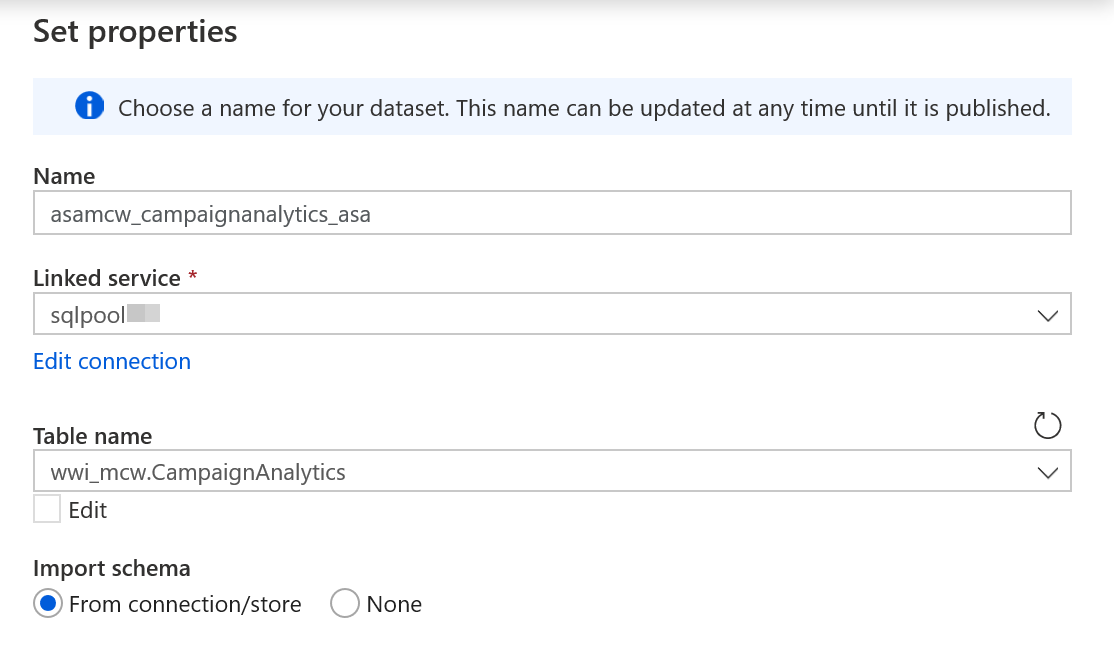 Set properties
Choose a name for your dataset. This name can be updated at any time until it is published.
Name
asamcw_campaignanalytics_asa
Linked service *
sqlpool
Edit connection
Table name
wwi_mcw.CampaignAnalytics
Edit
Import schema
From connection/store None